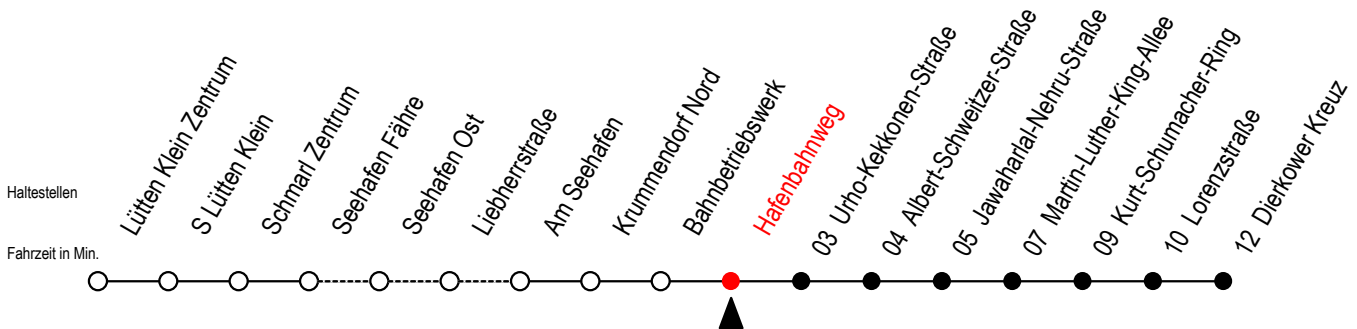 Haltestellen
Fahrzeit in Min.
Lütten Klein Zentrum
S Lütten Klein
Schmarl Zentrum
Seehafen Fähre
Seehafen Ost
Liebherrstraße
Am Seehafen
Krummendorf Nord
Bahnbetriebswerk
Hafenbahnweg
03 Urho-Kekkonen-Straße
04 Albert-Schweitzer-Straße
05 Jawaharlal-Nehru-Straße
07 Martin-Luther-King-Allee
09 Kurt-Schumacher-Ring
10 Lorenzstraße
12 Dierkower Kreuz